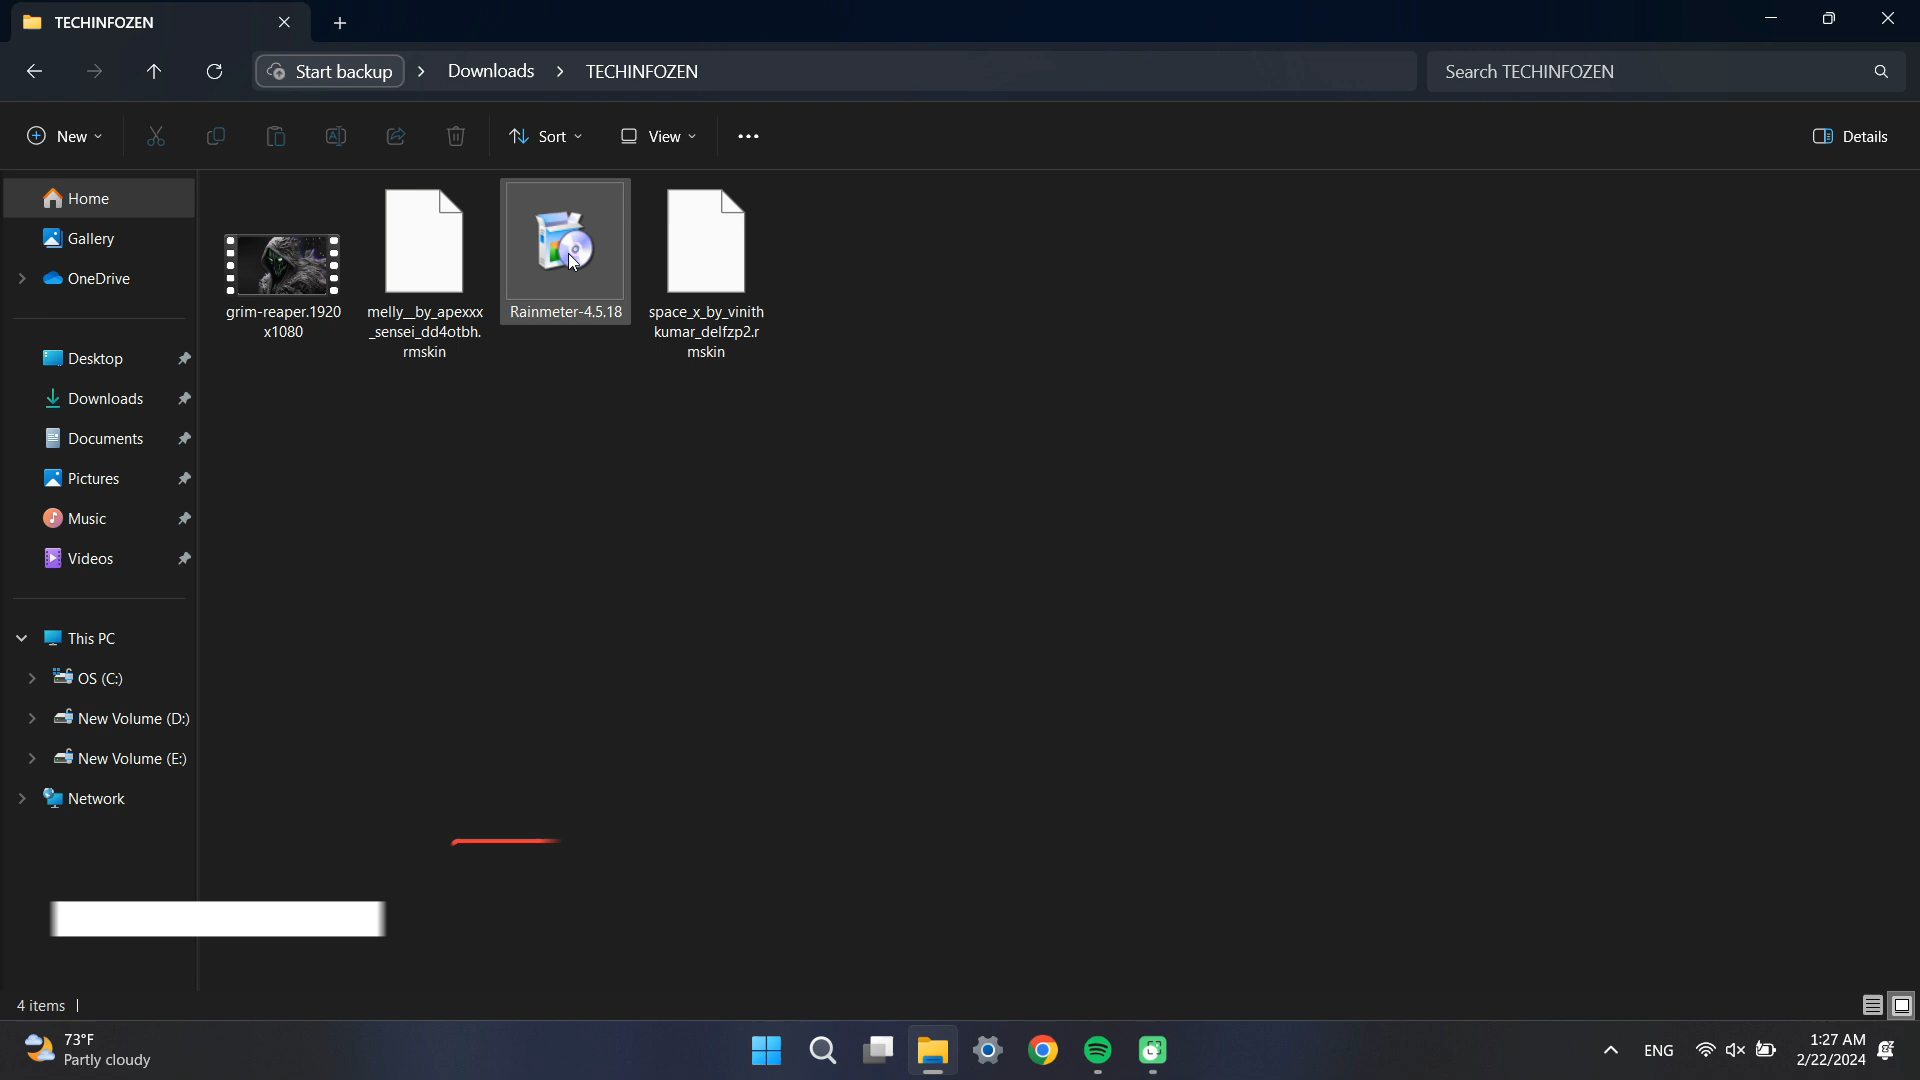 TECHINFOZEN
Start backup > Downloads > TECHINFOZEN
Search TECHINFOZEN
New
Sort
View
Details
Home
Gallery
OneDrive
Desktop
Downloads
Documents
Pictures
Music
Videos
This PC
OS (C:)
New Volume (D:)
New Volume (E:)
Network
grim-reaper.1920
x1080
melly__by_apexxx
_sensei_dd4otbh.
rmskin
Rainmeter-4.5.18
space_x_by_vinith
kumar_delfzp2.r
mskin
4 items
73°F
Partly cloudy
ENG
1:27 AM
2/22/2024